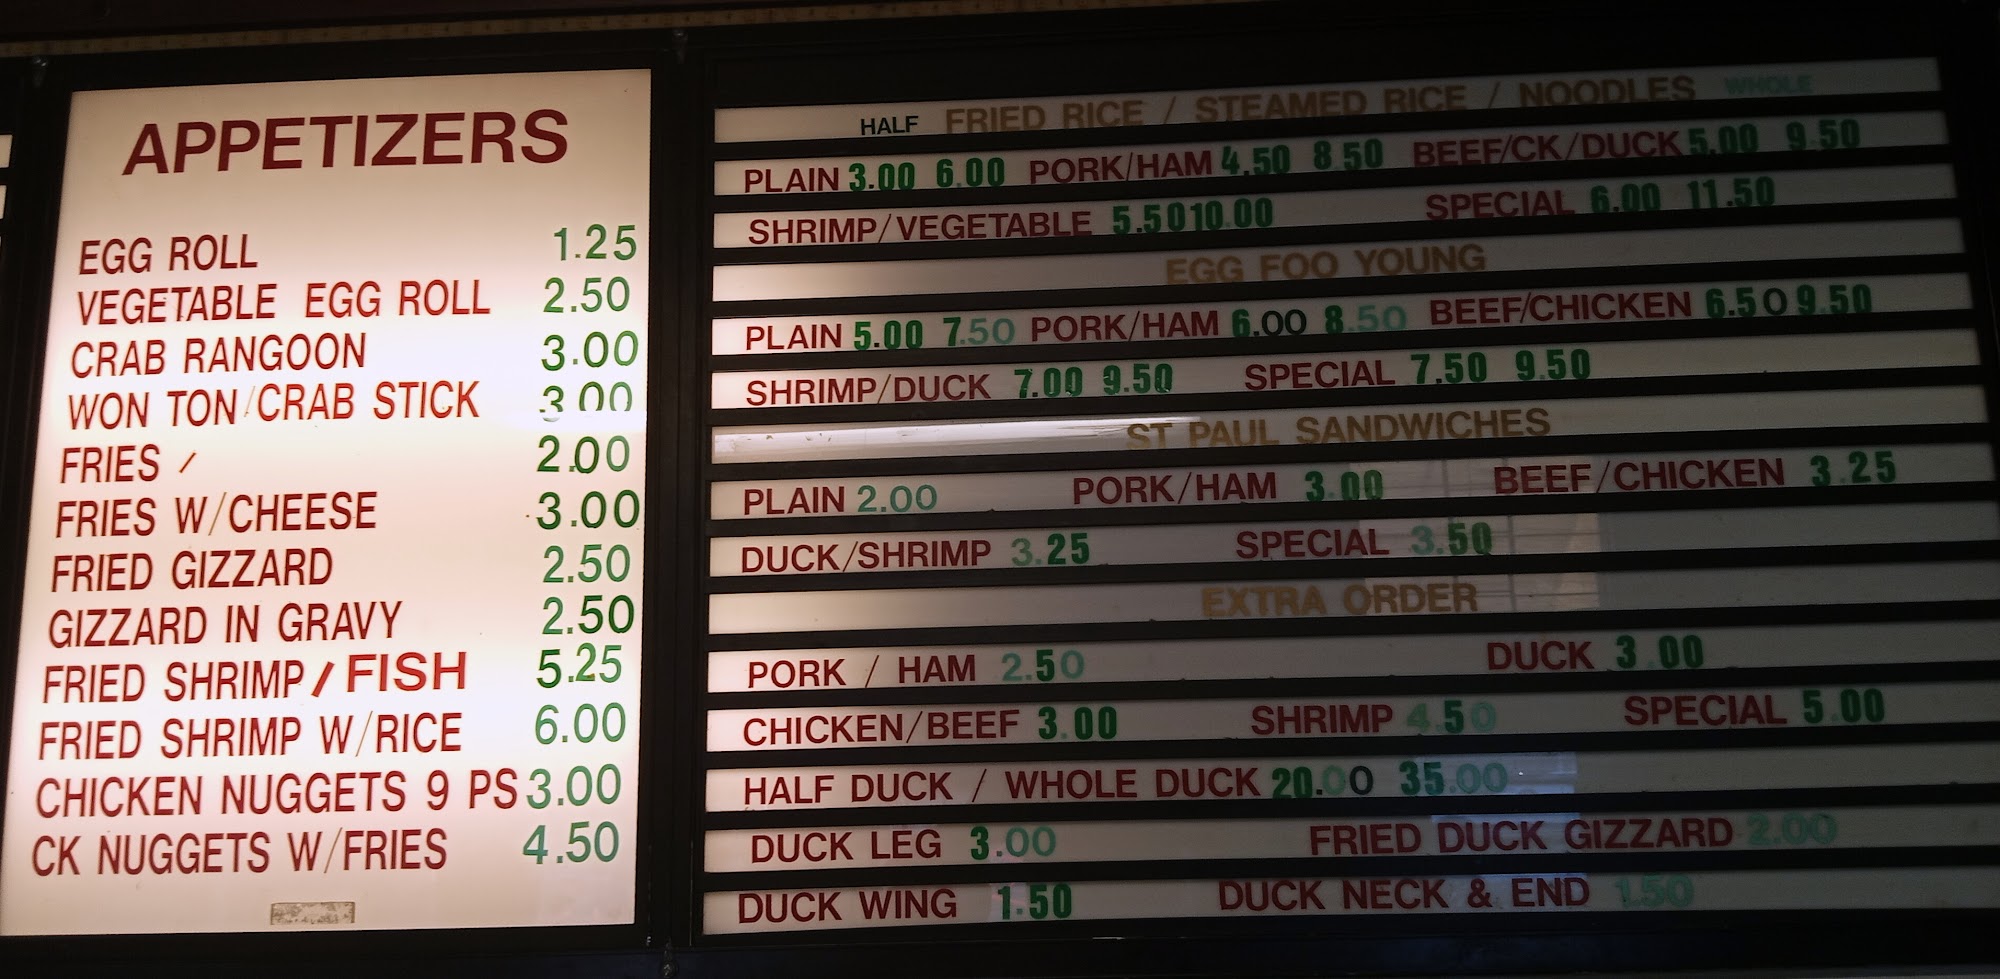 APPETIZERS
EGG ROLL 1.25
VEGETABLE EGG ROLL 2.50
CRAB RANGOON 3.00
WON TON/CRAB STICK 3.00
FRIES / 2.00
FRIES W/CHEESE 3.00
FRIED GIZZARD 2.50
GIZZARD IN GRAVY 2.50
FRIED SHRIMP/FISH 5.25
FRIED SHRIMP W/RICE 6.00
CHICKEN NUGGETS 9 PS 3.00
CK NUGGETS W/FRIES 4.50
HALF FRIED RICE / STEAMED RICE / NOODLES WHOLE
PLAIN 3.00 6.00 PORK/HAM 4.50 8.50 BEEF/CK/DUCK 5.00 9.50
SHRIMP/VEGETABLE 5.50 10.00 SPECIAL 6.00 11.50
EGG FOO YOUNG
PLAIN 5.00 7.50 PORK/HAM 6.00 8.50 BEEF/CHICKEN 6.50 9.50
SHRIMP/DUCK 7.00 9.50 SPECIAL 7.50 9.50
ST PAUL SANDWICHES
PLAIN 2.00 PORK/HAM 3.00 BEEF/CHICKEN 3.25
DUCK/SHRIMP 3.25 SPECIAL 3.50
EXTRA ORDER
PORK / HAM 2.50 DUCK 3.00
CHICKEN/BEEF 3.00 SHRIMP 4.50 SPECIAL 5.00
HALF DUCK / WHOLE DUCK 20.00 35.00
DUCK LEG 3.00 FRIED DUCK GIZZARD 2.00
DUCK WING 1.50 DUCK NECK & END 1.50